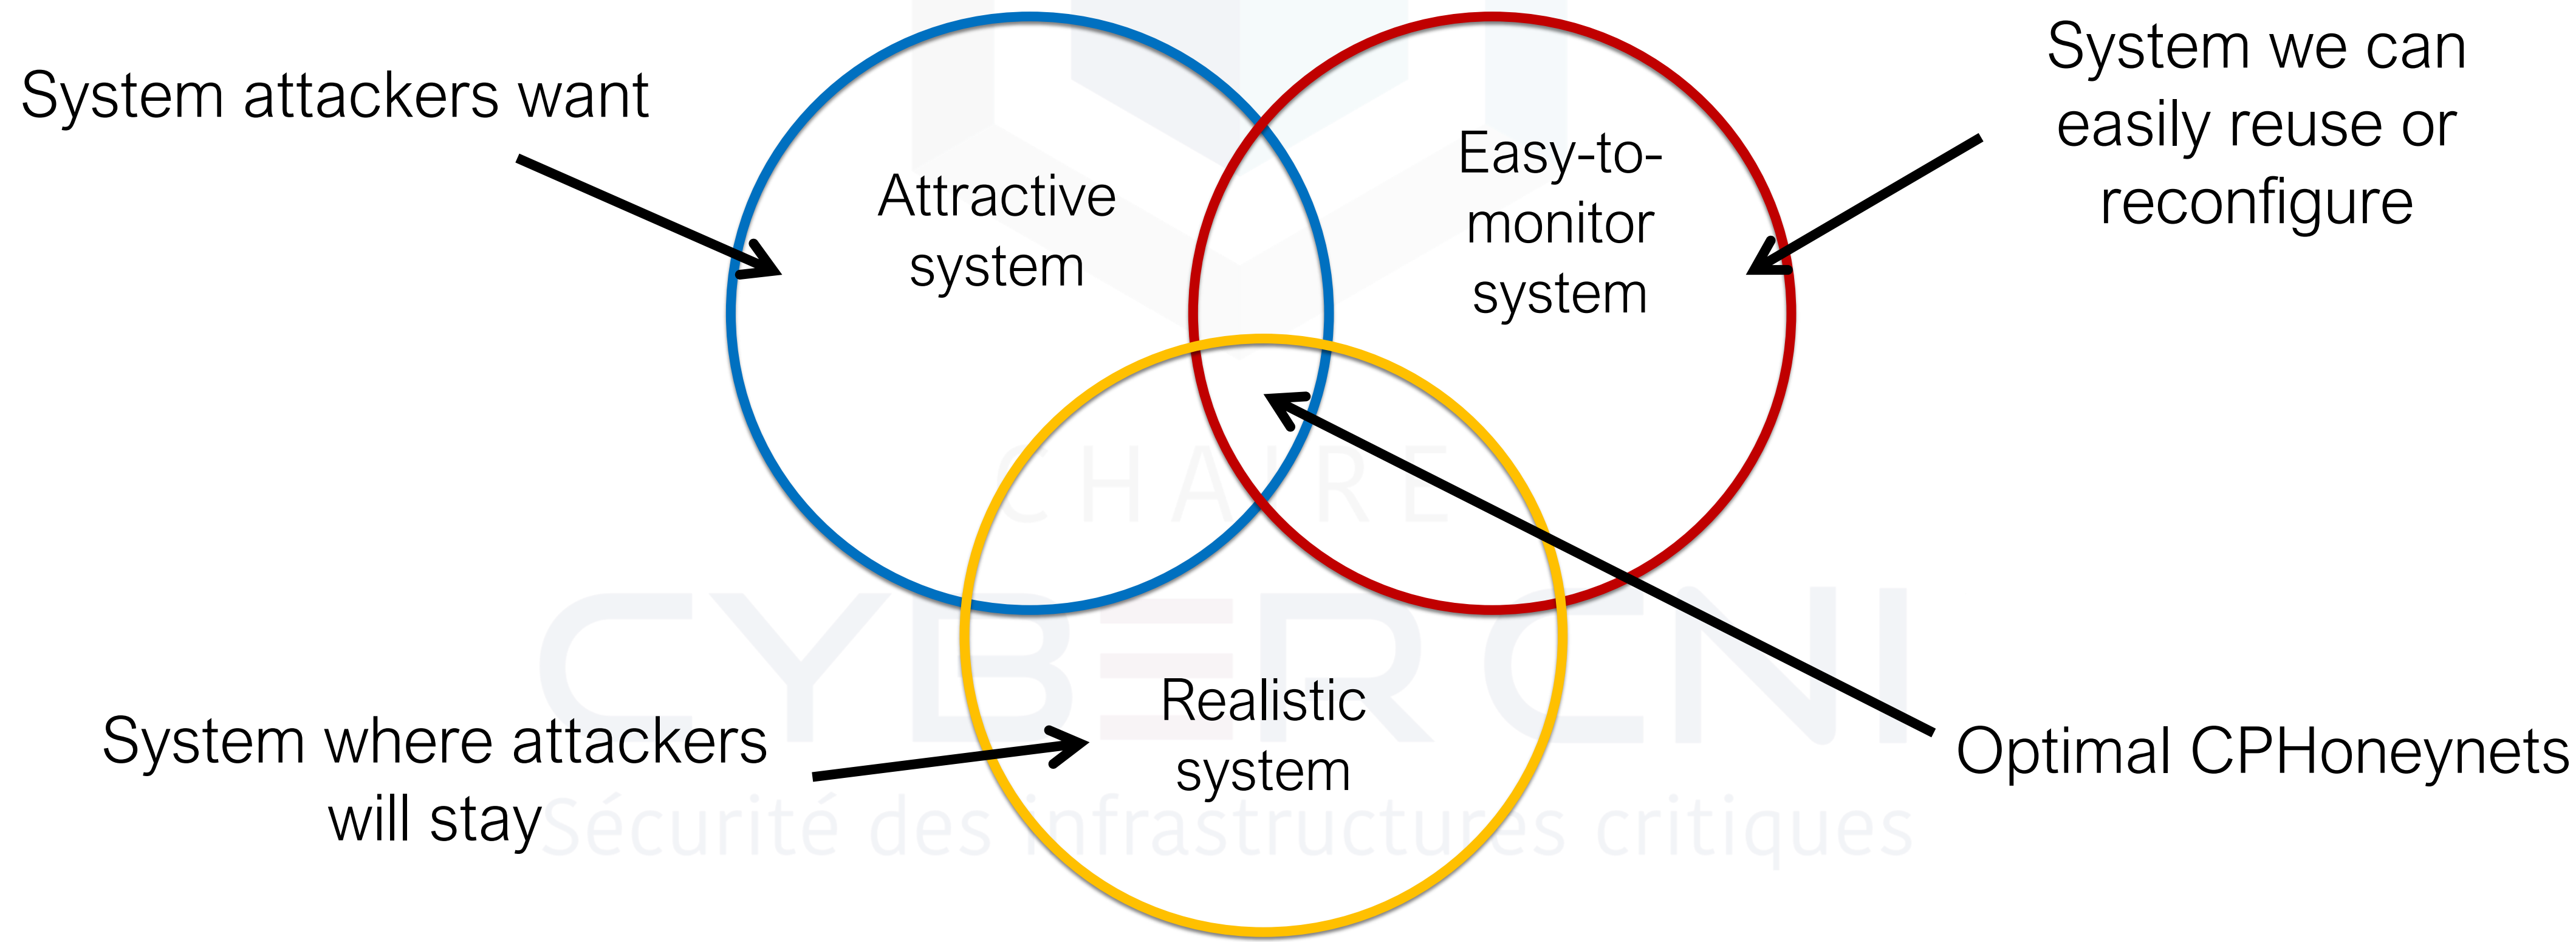 System attackers want
Attractive
system
Easy-to-
monitor
system
System we can
easily reuse or
reconfigure
CHAIRE
CYBERCNI
Sécurité des infrastructures critiques
Realistic
system
System where attackers
will stay
Optimal CPHoneynets